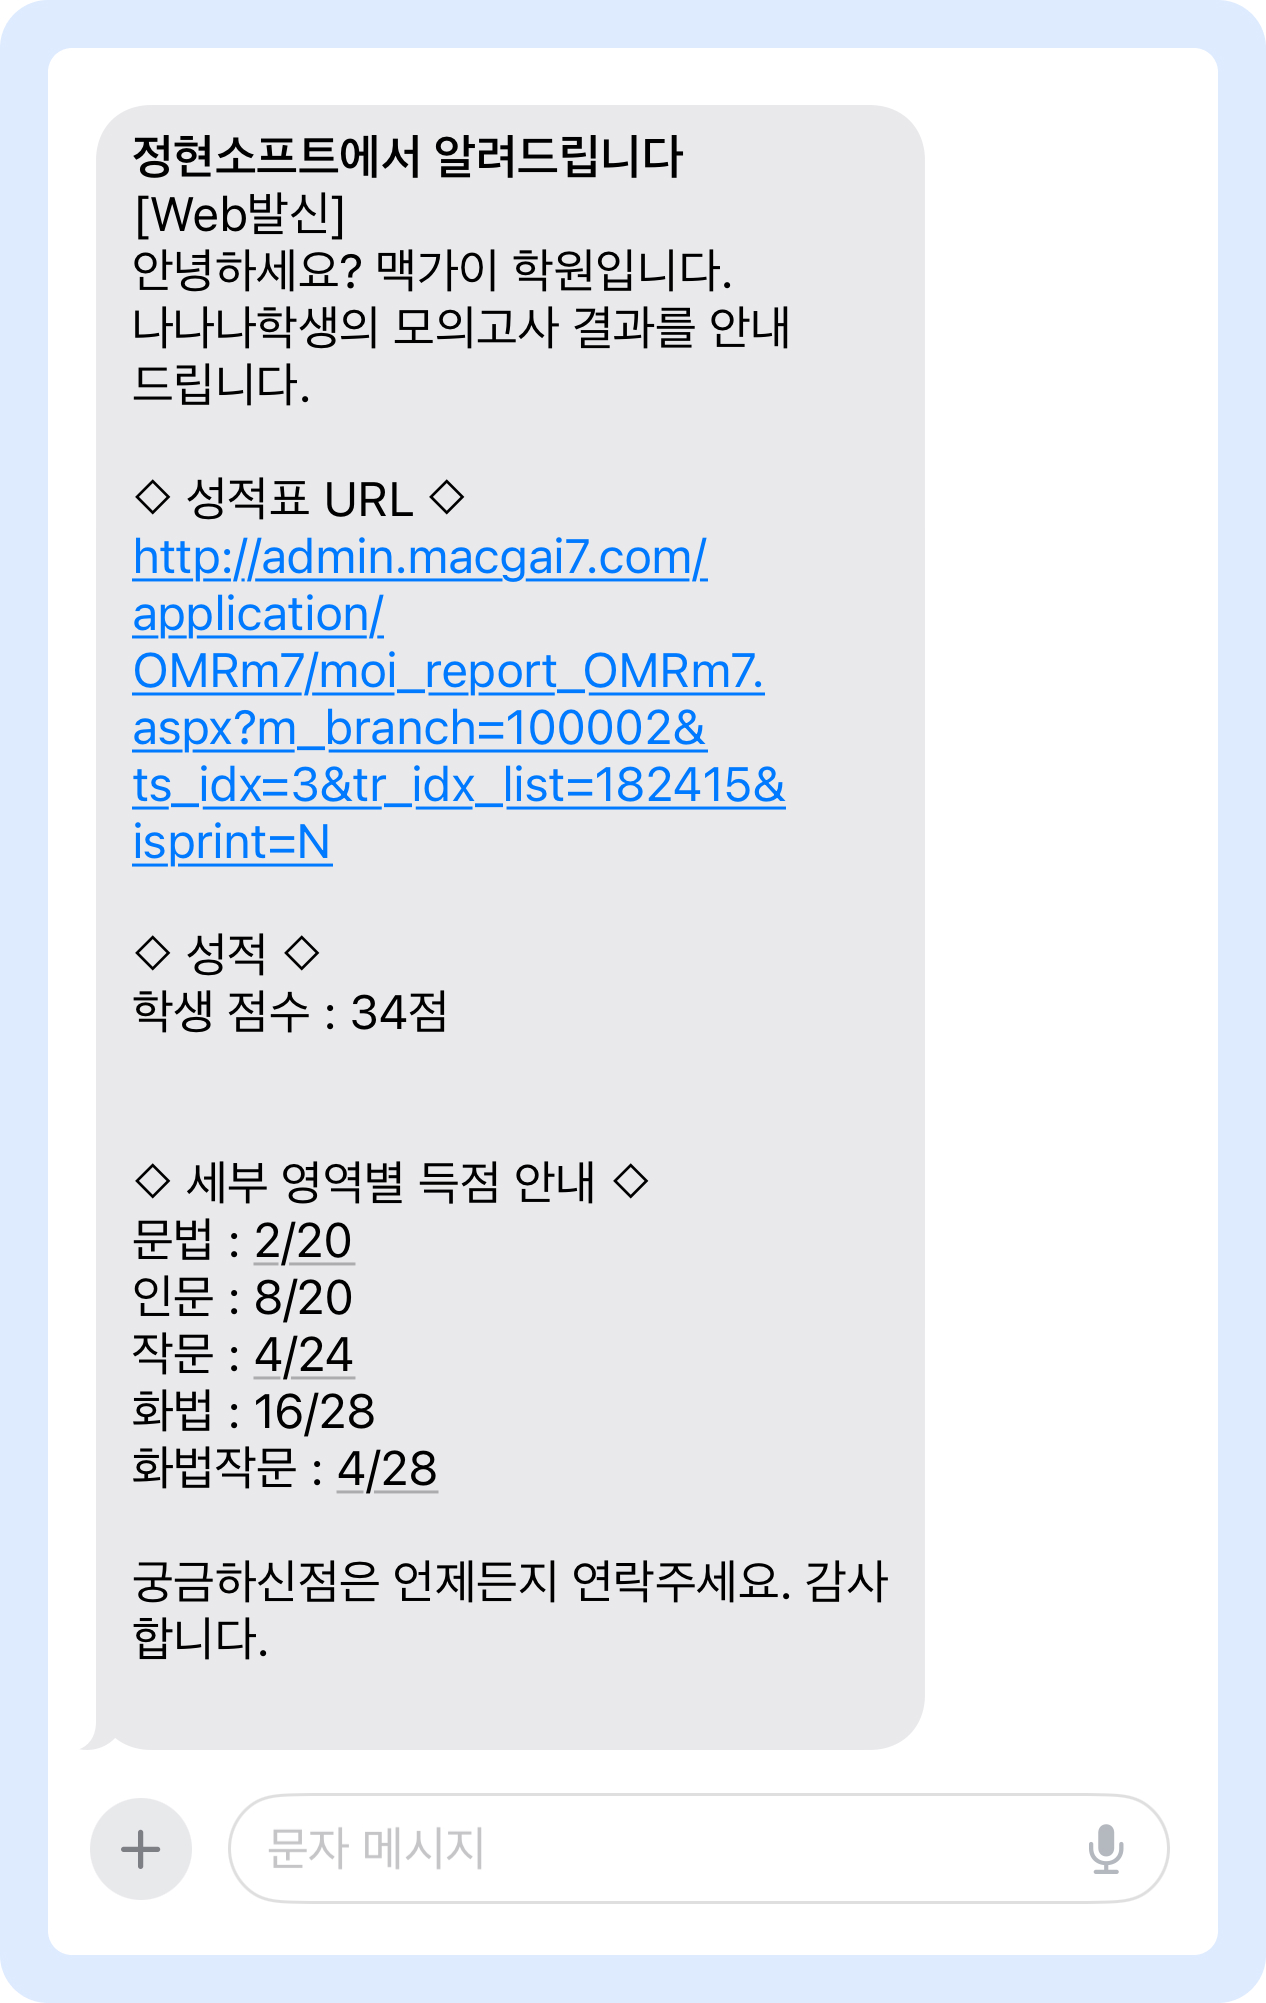 정현소프트에서 알려드립니다
[Web발신]
안녕하세요? 맥가이 학원입니다.
나나나학생의 모의고사 결과를 안내
드립니다.
◇ 성적표 URL ◇
http://admin.macgai7.com/
application/
OMRm7/moi_report_OMRm7.
aspx?m_branch=100002&
ts_idx=3&tr_idx_list=182415&
isprint=N
◇ 성적 ◇
학생 점수 : 34점
◇ 세부 영역별 득점 안내 ◇
문법 : 2/20
인문 : 8/20
작문 : 4/24
화법 : 16/28
화법작문 : 4/28
궁금하신점은 언제든지 연락주세요. 감사
합니다.
문자 메시지